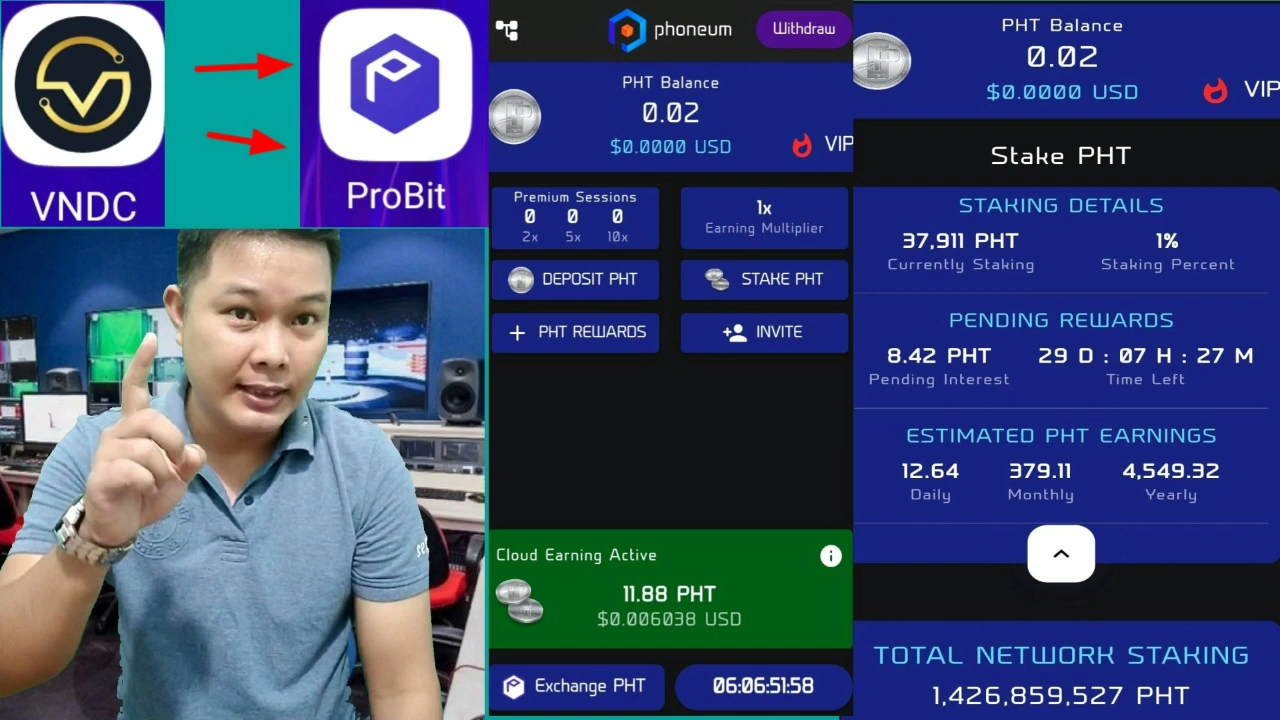 VNDC
ProBit
phoneum
Withdraw
PHT Balance
0.02
$0.0000 USD
VIP
Premium Sessions
0 0 0
2x 5x 10x
1x
Earning Multiplier
DEPOSIT PHT
STAKE PHT
PHT REWARDS
INVITE
Cloud Earning Active
11.88 PHT
$0.006038 USD
Exchange PHT
06:06:51:58
PHT Balance
0.02
$0.0000 USD
VIP
Stake PHT
STAKING DETAILS
37,911 PHT 1%
Currently Staking Staking Percent
PENDING REWARDS
8.42 PHT 29 D : 07 H : 27 M
Pending Interest Time Left
ESTIMATED PHT EARNINGS
12.64 379.11 4,549.32
Daily Monthly Yearly
TOTAL NETWORK STAKING
1,426,859,527 PHT